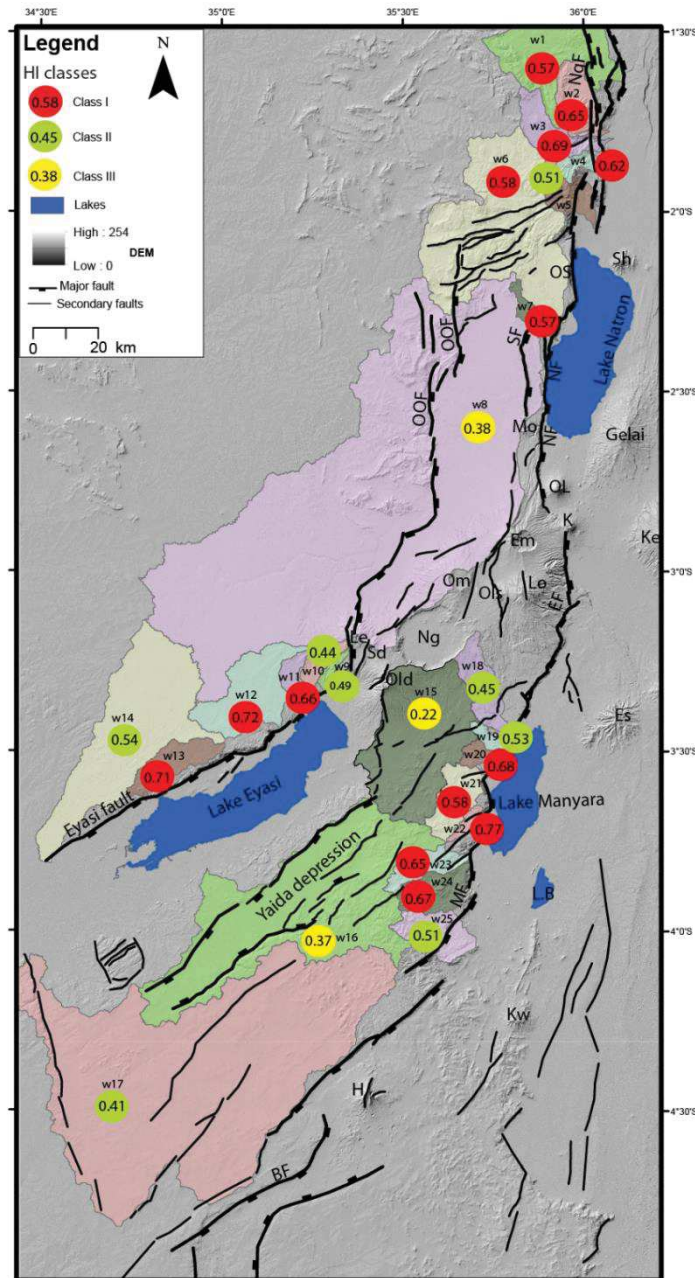 34°30'E
35°0'E
35°30'E
36°0'E
Legend
N
HI classes
0.58 Class I
0.45 Class II
0.38 Class III
Lakes
High : 254
DEM
Low : 0
Major fault
Secondary faults
0 20
km
1°30'S
2°0'S
2°30'S
3°0'S
3°30'S
4°0'S
4°30'S
w1
0.57
NaF
w2
0.65
w3
0.69
w4
0.62
w6
0.58
0.51
w5
Sh
OS
w7
0.57
OOF
SF
Lake Natron
NF
OOF
w8
0.38
Mo
NF
Gelai
OL
K
Em
Ke
Om
Ols
Lo
EF
Le
Sd
Ng
0.44
w9
w10
w11
0.49
Old
w18
0.45
w12
0.66
w15
0.72
0.22
Es
w14
0.54
w19
0.53
w13
w20
0.68
0.71
Eyasi fault
Lake Eyasi
w21
0.58
Lake Manyara
w22
0.77
0.65
w23
Yaida depression
w24
0.67
MF
L.B
w25
0.51
0.37
w16
Kw
w17
0.41
H
BF